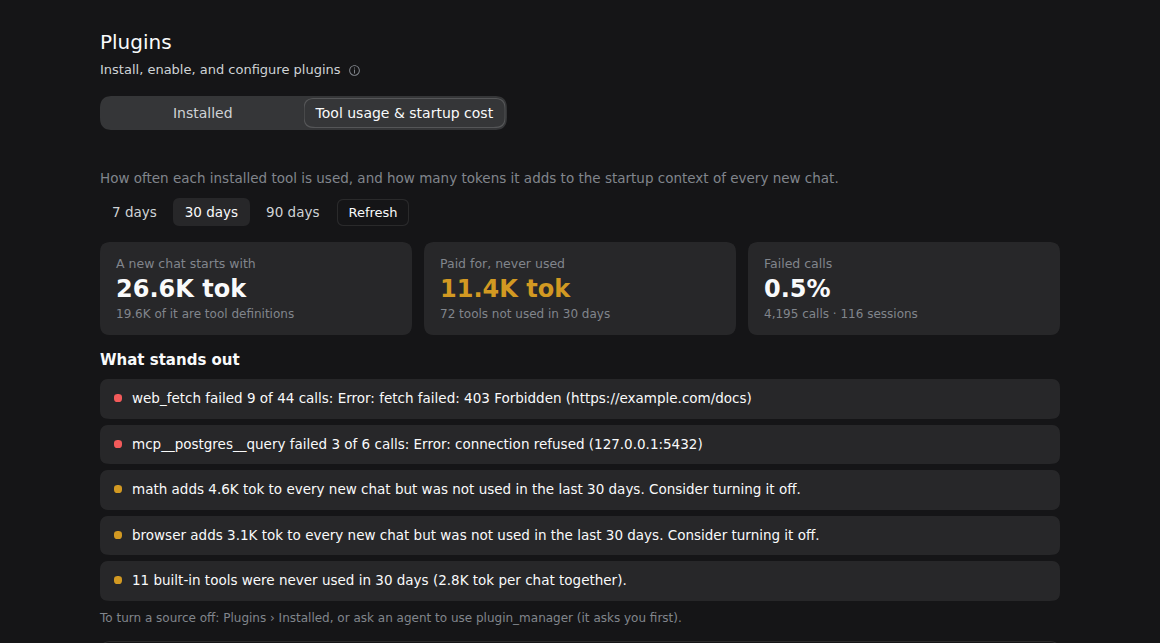 Plugins
Install, enable, and configure plugins
Installed
Tool usage & startup cost
How often each installed tool is used, and how many tokens it adds to the startup context of every new chat.
7 days
30 days
90 days
Refresh
A new chat starts with
26.6K tok
19.6K of it are tool definitions
Paid for, never used
11.4K tok
72 tools not used in 30 days
Failed calls
0.5%
4,195 calls · 116 sessions
What stands out
web_fetch failed 9 of 44 calls: Error: fetch failed: 403 Forbidden (https://example.com/docs)
mcp__postgres__query failed 3 of 6 calls: Error: connection refused (127.0.0.1:5432)
math adds 4.6K tok to every new chat but was not used in the last 30 days. Consider turning it off.
browser adds 3.1K tok to every new chat but was not used in the last 30 days. Consider turning it off.
11 built-in tools were never used in 30 days (2.8K tok per chat together).
To turn a source off: Plugins › Installed, or ask an agent to use plugin_manager (it asks you first).